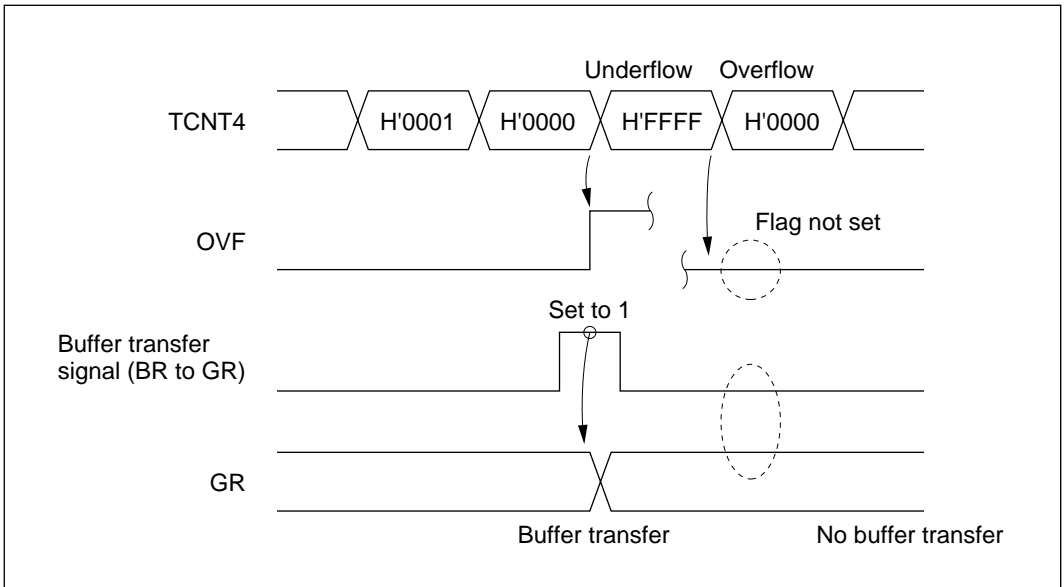 Underflow Overflow
TCNT4 H'0001 H'0000 H'FFFF H'0000
OVF
Flag not set
Set to 1
Buffer transfer
signal (BR to GR)
GR
Buffer transfer No buffer transfer